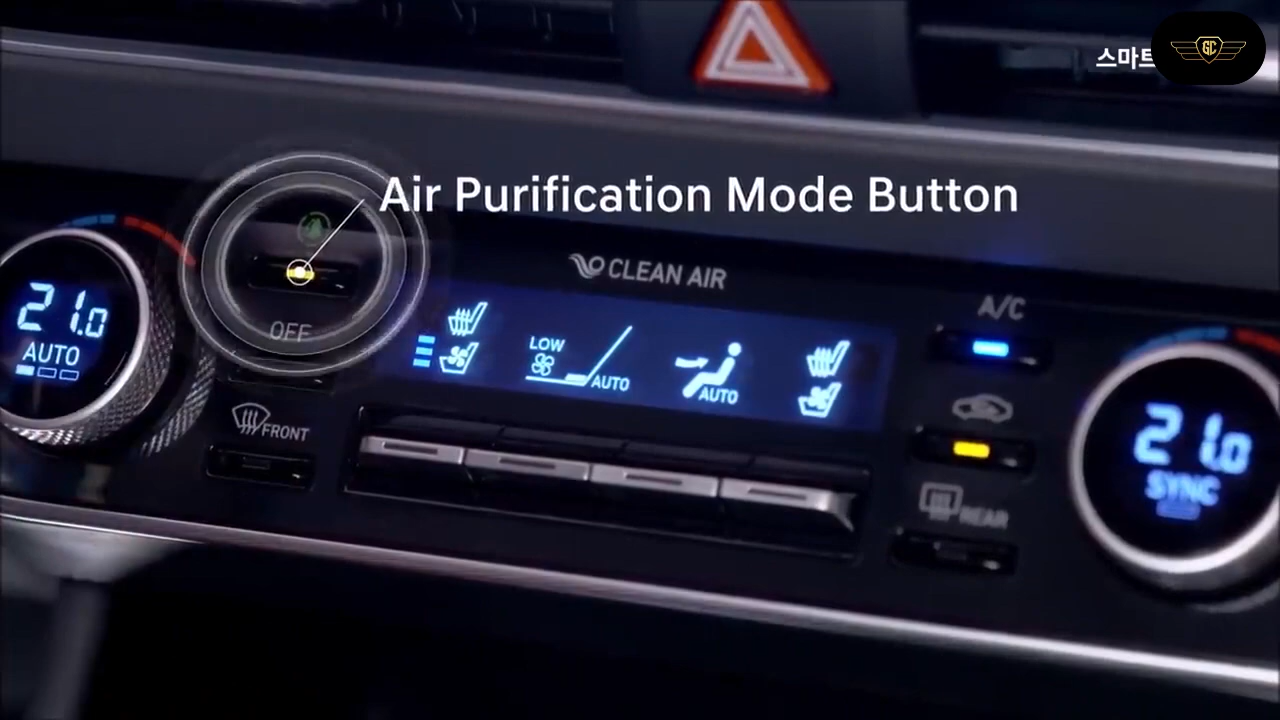 스마트
GC
Air Purification Mode Button
CLEAN AIR
A/C
21.0
AUTO
OFF
LOW
AUTO
AUTO
21.0
SYNC
FRONT
REAR